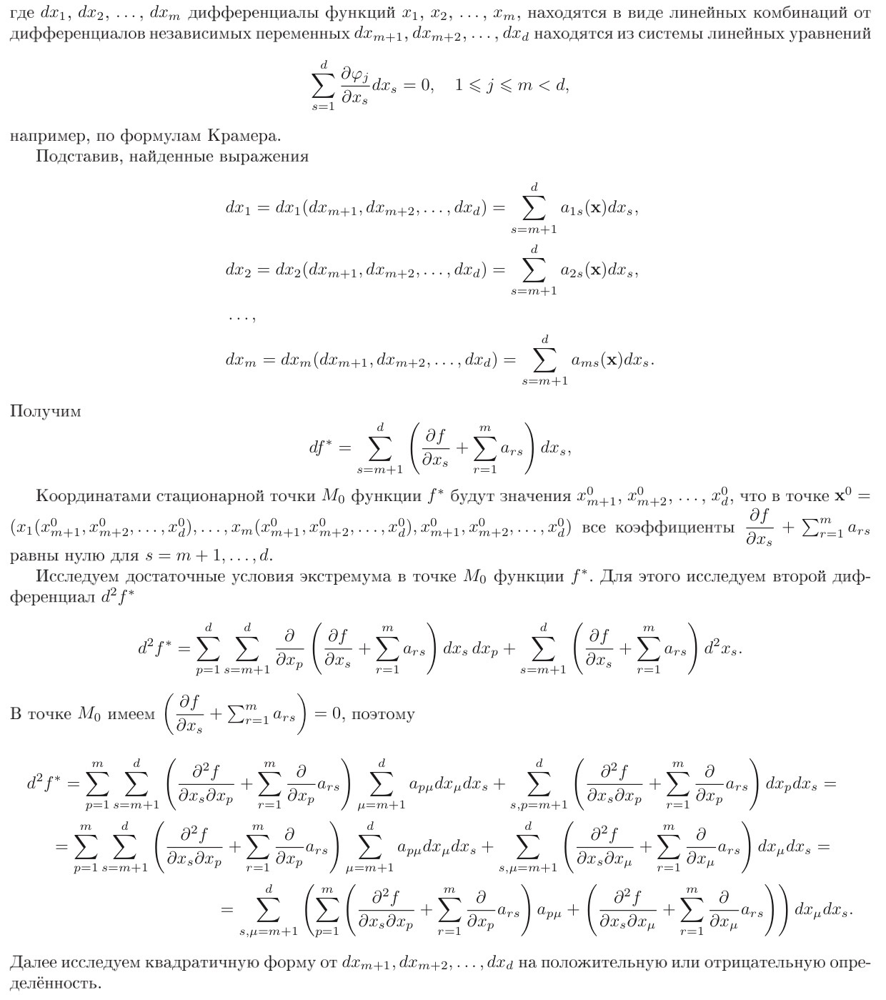 где $dx_1$, $dx_2$, $\ldots$, $dx_m$ дифференциалы функций $x_1$, $x_2$, $\ldots$, $x_m$, находятся в виде линейных комбинаций от
дифференциалов независимых переменных $dx_{m+1}, dx_{m+2}, \ldots, dx_d$ находятся из системы линейных уравнений
$$\sum_{s=1}^{d} \frac{\partial \varphi_j}{\partial x_s} dx_s = 0, \quad 1 \leqslant j \leqslant m < d,$$
например, по формулам Крамера.
Подставив, найденные выражения
$$dx_1 = dx_1(dx_{m+1}, dx_{m+2}, \ldots, dx_d) = \sum_{s=m+1}^{d} a_{1s}(\mathbf{x}) dx_s,$$
$$dx_2 = dx_2(dx_{m+1}, dx_{m+2}, \ldots, dx_d) = \sum_{s=m+1}^{d} a_{2s}(\mathbf{x}) dx_s,$$
$$\ldots,$$
$$dx_m = dx_m(dx_{m+1}, dx_{m+2}, \ldots, dx_d) = \sum_{s=m+1}^{d} a_{ms}(\mathbf{x}) dx_s.$$
Получим
$$df^* = \sum_{s=m+1}^{d} \left( \frac{\partial f}{\partial x_s} + \sum_{r=1}^{m} a_{rs} \right) dx_s,$$
Координатами стационарной точки $M_0$ функции $f^*$ будут значения $x^0_{m+1}$, $x^0_{m+2}$, $\ldots$, $x^0_d$, что в точке $\mathbf{x}^0 =$
$(x_1(x^0_{m+1}, x^0_{m+2}, \ldots, x^0_d), \ldots, x_m(x^0_{m+1}, x^0_{m+2}, \ldots, x^0_d), x^0_{m+1}, x^0_{m+2}, \ldots, x^0_d)$ все коэффициенты $\dfrac{\partial f}{\partial x_s} + \sum_{r=1}^{m} a_{rs}$
равны нулю для $s = m+1, \ldots, d$.
Исследуем достаточные условия экстремума в точке $M_0$ функции $f^*$. Для этого исследуем второй диф-
ференциал $d^2 f^*$
$$d^2 f^* = \sum_{p=1}^{d} \sum_{s=m+1}^{d} \frac{\partial}{\partial x_p} \left( \frac{\partial f}{\partial x_s} + \sum_{r=1}^{m} a_{rs} \right) dx_s \, dx_p + \sum_{s=m+1}^{d} \left( \frac{\partial f}{\partial x_s} + \sum_{r=1}^{m} a_{rs} \right) d^2 x_s.$$
В точке $M_0$ имеем $\left( \dfrac{\partial f}{\partial x_s} + \sum_{r=1}^{m} a_{rs} \right) = 0$, поэтому
$$d^2 f^* = \sum_{p=1}^{m} \sum_{s=m+1}^{d} \left( \frac{\partial^2 f}{\partial x_s \partial x_p} + \sum_{r=1}^{m} \frac{\partial}{\partial x_p} a_{rs} \right) \sum_{\mu=m+1}^{d} a_{p\mu} dx_\mu dx_s + \sum_{s,p=m+1}^{d} \left( \frac{\partial^2 f}{\partial x_s \partial x_p} + \sum_{r=1}^{m} \frac{\partial}{\partial x_p} a_{rs} \right) dx_p dx_s =$$
$$= \sum_{p=1}^{m} \sum_{s=m+1}^{d} \left( \frac{\partial^2 f}{\partial x_s \partial x_p} + \sum_{r=1}^{m} \frac{\partial}{\partial x_p} a_{rs} \right) \sum_{\mu=m+1}^{d} a_{p\mu} dx_\mu dx_s + \sum_{s,\mu=m+1}^{d} \left( \frac{\partial^2 f}{\partial x_s \partial x_\mu} + \sum_{r=1}^{m} \frac{\partial}{\partial x_\mu} a_{rs} \right) dx_\mu dx_s =$$
$$= \sum_{s,\mu=m+1}^{d} \left( \sum_{p=1}^{m} \left( \frac{\partial^2 f}{\partial x_s \partial x_p} + \sum_{r=1}^{m} \frac{\partial}{\partial x_p} a_{rs} \right) a_{p\mu} + \left( \frac{\partial^2 f}{\partial x_s \partial x_\mu} + \sum_{r=1}^{m} \frac{\partial}{\partial x_\mu} a_{rs} \right) \right) dx_\mu dx_s.$$
Далее исследуем квадратичную форму от $dx_{m+1}, dx_{m+2}, \ldots, dx_d$ на положительную или отрицательную опре-
делённость.